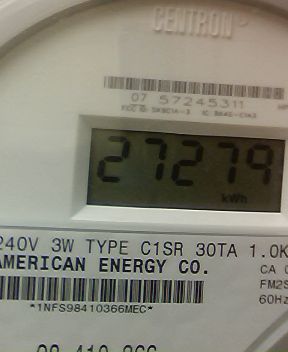 CENTRON
07 57245311
27279
kWh
240V 3W TYPE C1SR 30TA 1.0K
AMERICAN ENERGY CO.
CA
FM2S
60Hz
*1NFS98410366MEC*